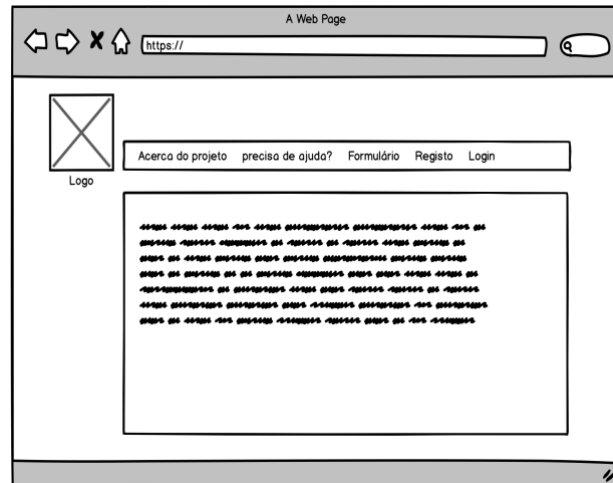 A Web Page
https://
Acerca do projeto precisa de ajuda? Formulário Registo Login
Logo